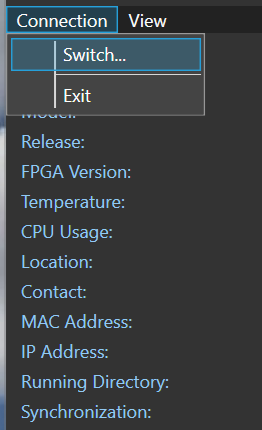 Connection View
Switch...
Exit
Model:
Release:
FPGA Version:
Temperature:
CPU Usage:
Location:
Contact:
MAC Address:
IP Address:
Running Directory:
Synchronization: